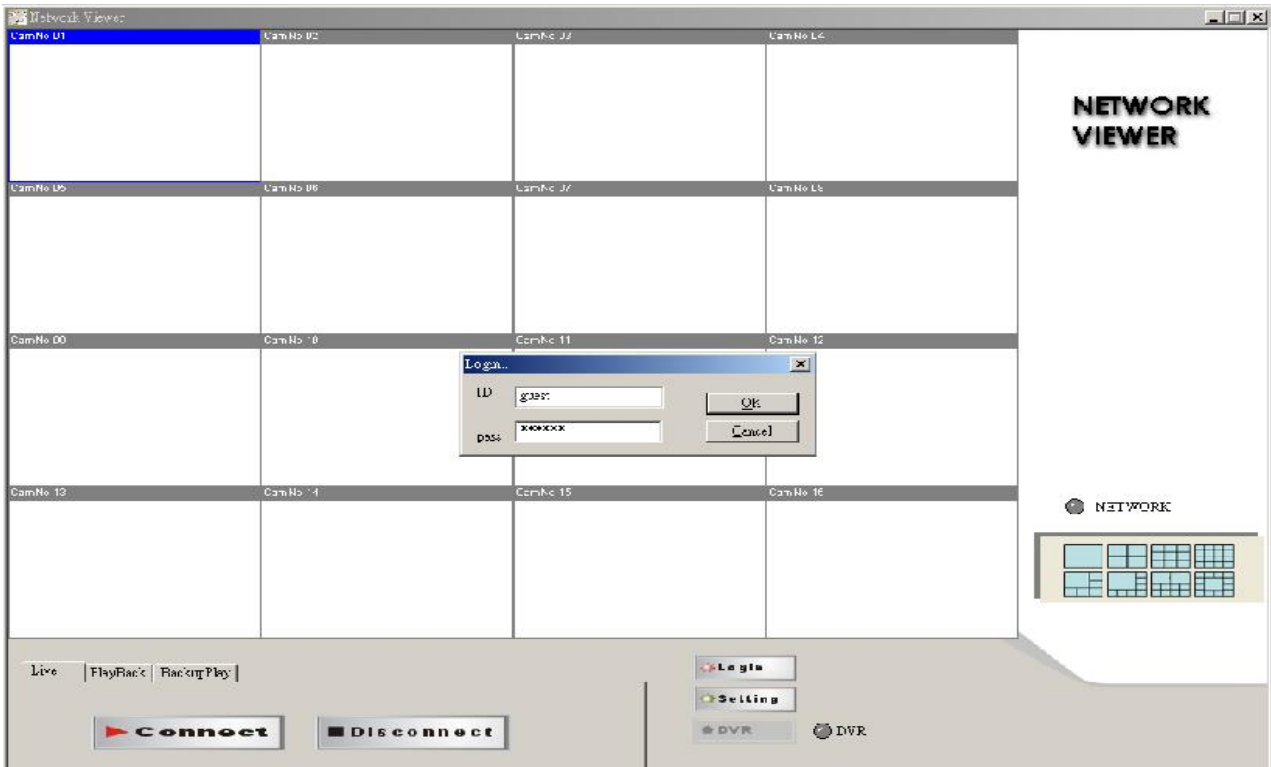 Network Viewer
CamNo 01
CamNo 02
CamNo 03
CamNo 04
NETWORK
VIEWER
CamNo 05
CamNo 06
CamNo 07
CamNo 08
CamNo 09
CamNo 10
CamNo 11
CamNo 12
Login..
ID
guest
OK
pass
xxxxxx
Cancel
CamNo 13
CamNo 14
CamNo 15
CamNo 16
NETWORK
Live
PlayBack
BackupPlay
Login
Setting
Connect
Disconnect
DVR
DVR